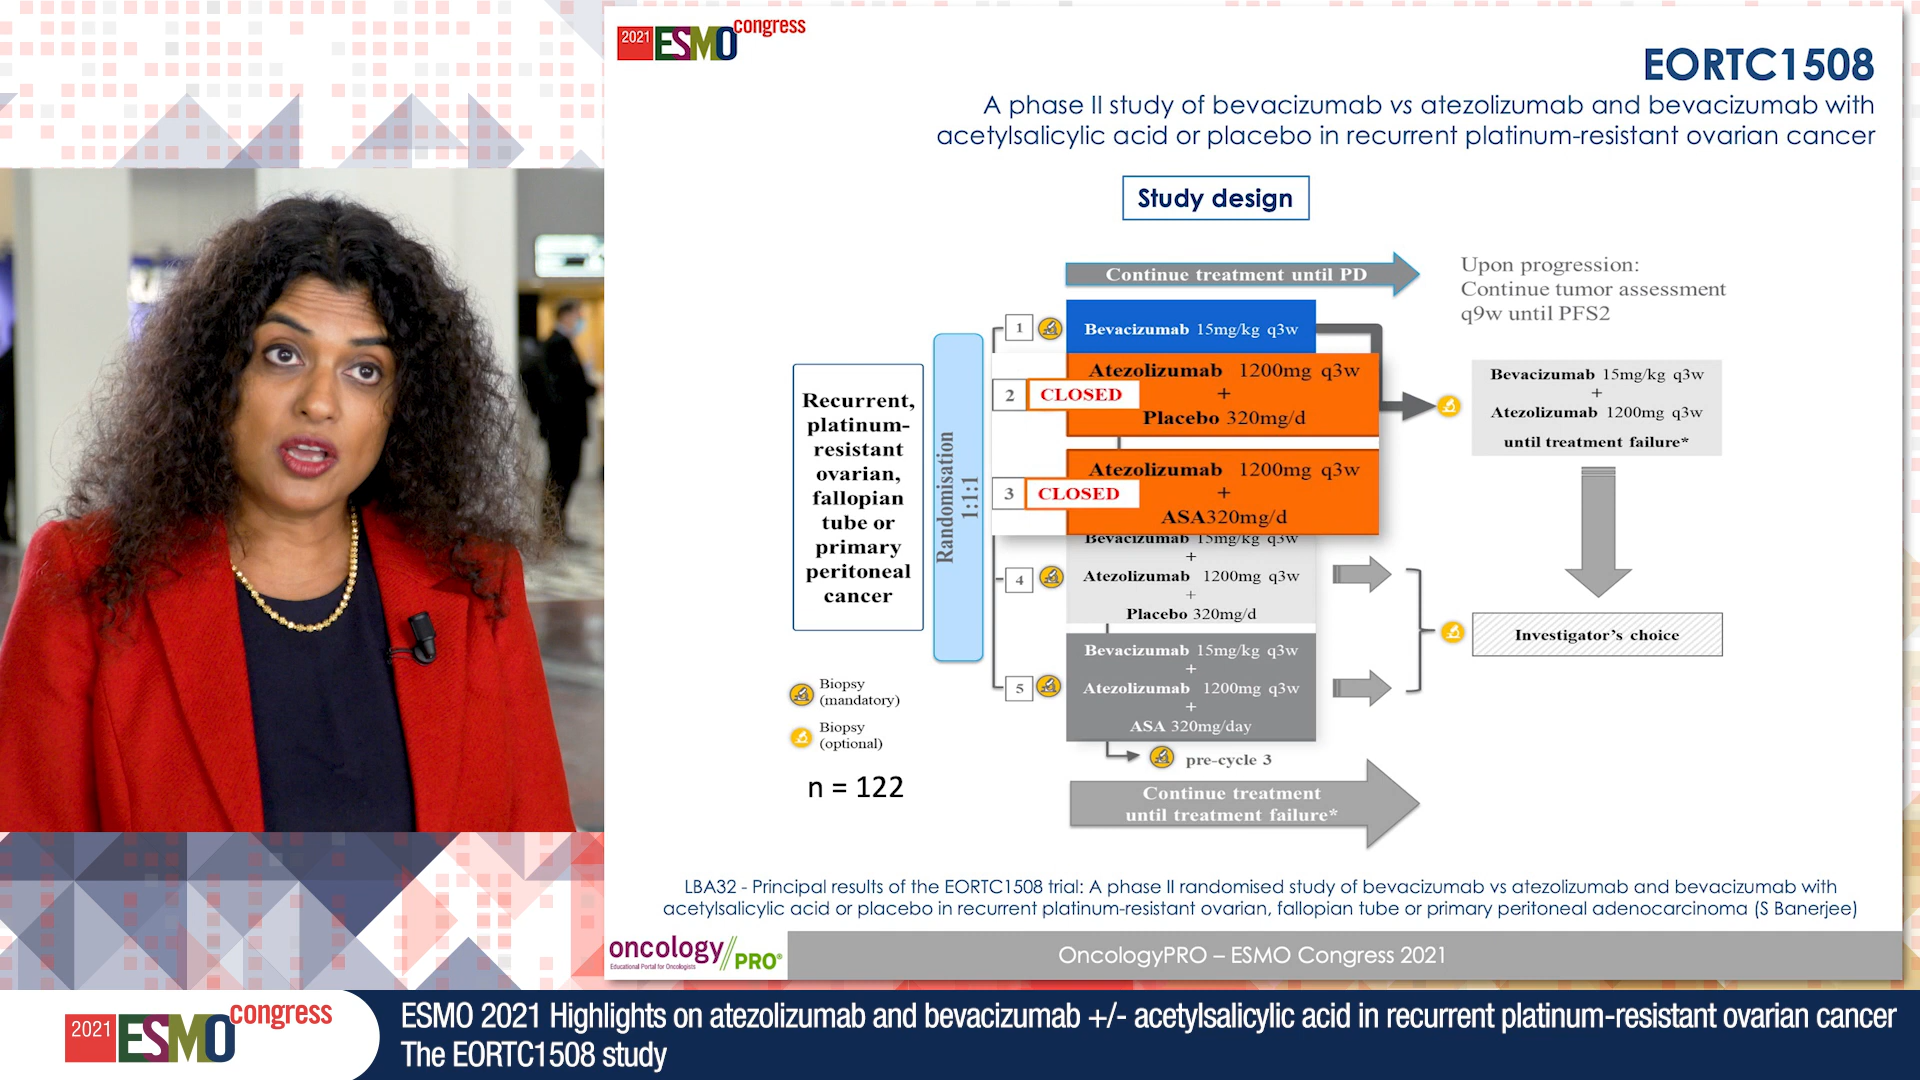 2021 ESMO congress
EORTC1508
A phase II study of bevacizumab vs atezolizumab and bevacizumab with
acetylsalicylic acid or placebo in recurrent platinum-resistant ovarian cancer
Study design
Continue treatment until PD
Upon progression:
Continue tumor assessment
q9w until PFS2
Recurrent,
platinum-
resistant
ovarian,
fallopian
tube or
primary
peritoneal
cancer
Randomisation
1:1:1
1
Bevacizumab 15mg/kg q3w
2
CLOSED
Atezolizumab 1200mg q3w
+
Placebo 320mg/d
3
CLOSED
Atezolizumab 1200mg q3w
+
ASA320mg/d
4
Bevacizumab 15mg/kg q3w
+
Atezolizumab 1200mg q3w
+
Placebo 320mg/d
5
Bevacizumab 15mg/kg q3w
+
Atezolizumab 1200mg q3w
+
ASA 320mg/day
pre-cycle 3
Continue treatment
until treatment failure*
Bevacizumab 15mg/kg q3w
+
Atezolizumab 1200mg q3w
until treatment failure*
Investigator's choice
Biopsy
(mandatory)
Biopsy
(optional)
n = 122
LBA32 - Principal results of the EORTC1508 trial: A phase II randomised study of bevacizumab vs atezolizumab and bevacizumab with
acetylsalicylic acid or placebo in recurrent platinum-resistant ovarian, fallopian tube or primary peritoneal adenocarcinoma (S Banerjee)
oncology//PRO®
Educational Portal for Oncologists
OncologyPRO – ESMO Congress 2021
2021 ESMO congress
ESMO 2021 Highlights on atezolizumab and bevacizumab +/- acetylsalicylic acid in recurrent platinum-resistant ovarian cancer
The EORTC1508 study